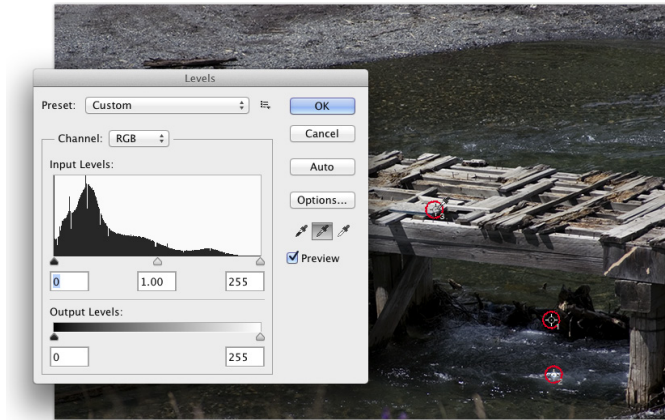 Levels
Preset: Custom
OK
Channel: RGB
Cancel
Input Levels:
Auto
Options...
Preview
0 1.00 255
Output Levels:
0 255